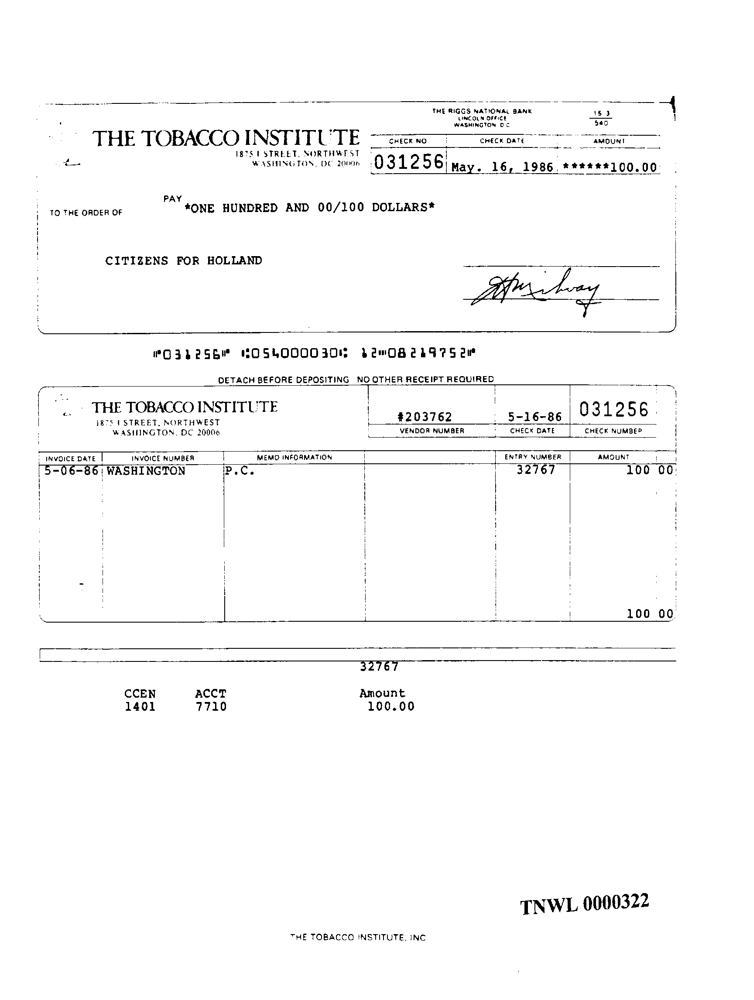 THE RIGGS NATIONAL BANK
LINCOLN OFFICE
WASHINGTON D C
15 3
540
THE TOBACCO INSTITUTE
1875 I STREET, NORTHWEST
WASHINGTON, DC 20006
CHECK NO CHECK DATE AMOUNT
031256 May. 16, 1986 ******100.00
PAY *ONE HUNDRED AND 00/100 DOLLARS*
TO THE ORDER OF
CITIZENS FOR HOLLAND
⑈031256⑈ ⑆054000030⑆ 12⑈08219752⑈
DETACH BEFORE DEPOSITING NO OTHER RECEIPT REQUIRED
THE TOBACCO INSTITUTE
1875 I STREET, NORTHWEST
WASHINGTON, DC 20006
#203762 5-16-86 031256
VENDOR NUMBER CHECK DATE CHECK NUMBER
INVOICE DATE INVOICE NUMBER MEMO INFORMATION ENTRY NUMBER AMOUNT
5-06-86 WASHINGTON P.C. 32767 100 00
100 00
32767
CCEN ACCT Amount
1401 7710 100.00
TNWL 0000322
THE TOBACCO INSTITUTE, INC